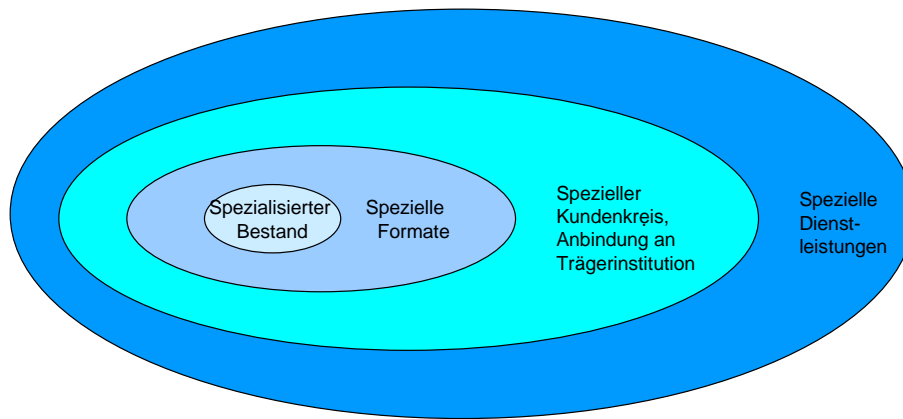 Spezialisierter
Bestand
Spezielle
Formate
Spezieller
Kundenkreis,
Anbindung an
Trägerinstitution
Spezielle
Dienst-
leistungen